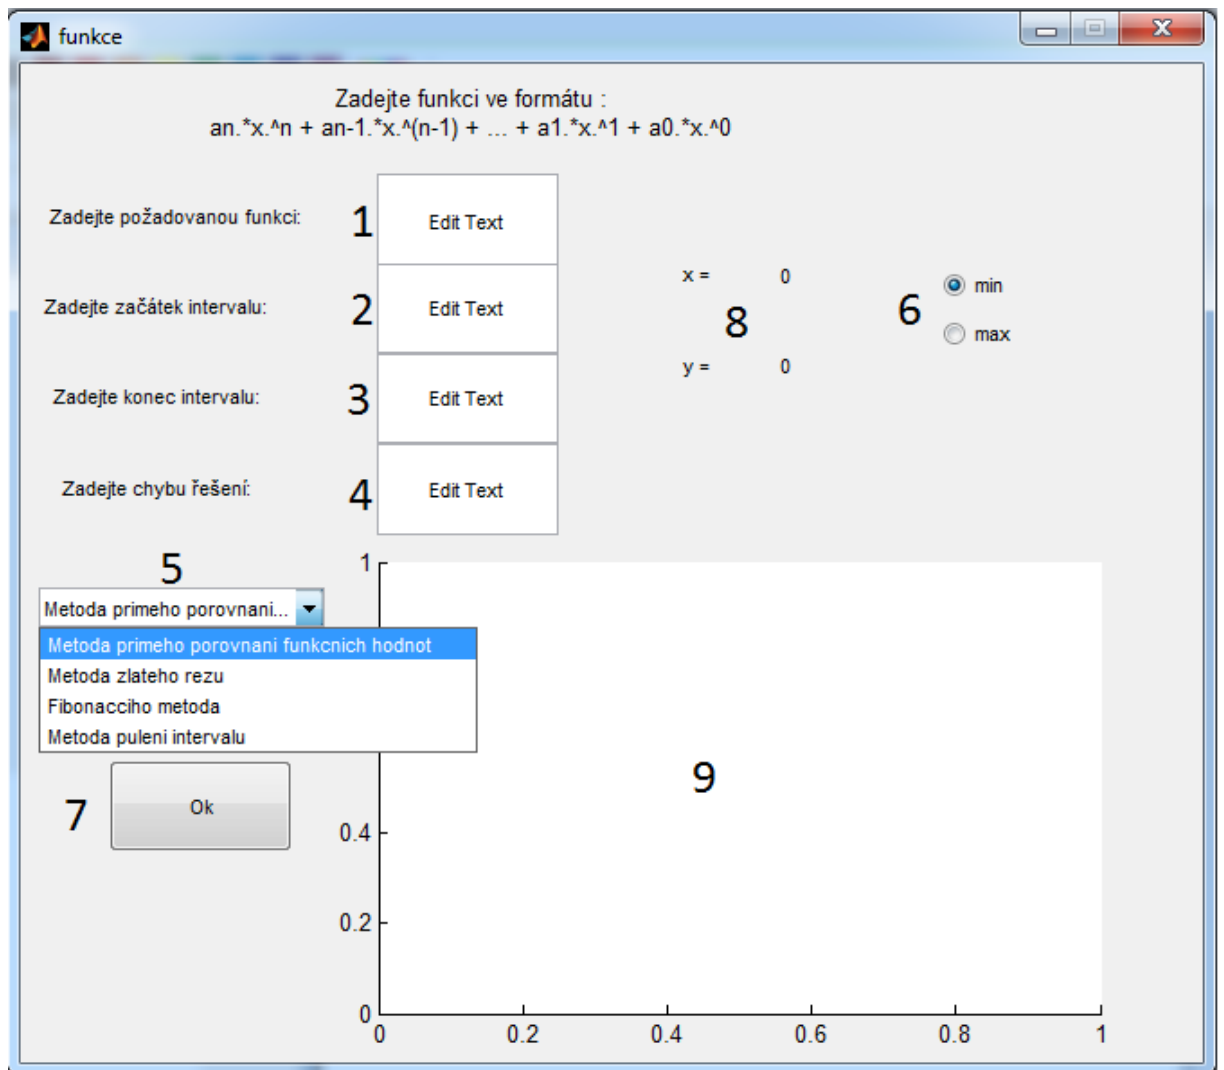 funkce
Zadejte funkci ve formátu :
an.*x.^n + an-1.*x.^(n-1) + ... + a1.*x.^1 + a0.*x.^0
Zadejte požadovanou funkci: 1 Edit Text
Zadejte začátek intervalu: 2 Edit Text
Zadejte konec intervalu: 3 Edit Text
Zadejte chybu řešení: 4 Edit Text
x = 0
8
y = 0
6
min
max
5
Metoda primeho porovnani...
Metoda primeho porovnani funkcnich hodnot
Metoda zlateho rezu
Fibonacciho metoda
Metoda puleni intervalu
7 Ok
9
1
0.4
0.2
0
0 0.2 0.4 0.6 0.8 1